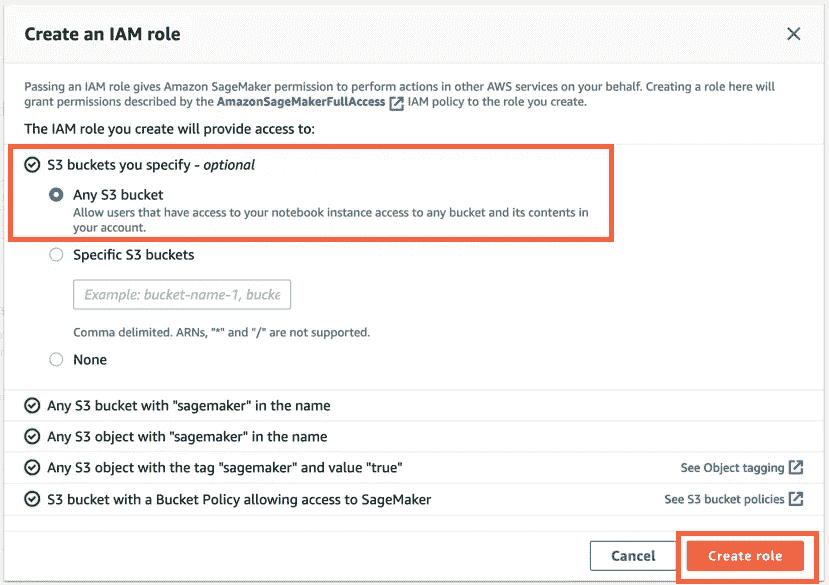 Create an IAM role
Passing an IAM role gives Amazon SageMaker permission to perform actions in other AWS services on your behalf. Creating a role here will
grant permissions described by the AmazonSageMakerFullAccess IAM policy to the role you create.
The IAM role you create will provide access to:
S3 buckets you specify - optional
Any S3 bucket
Allow users that have access to your notebook instance access to any bucket and its contents in
your account.
Specific S3 buckets
Example: bucket-name-1, bucke
Comma delimited. ARNs, "*" and "/" are not supported.
None
Any S3 bucket with "sagemaker" in the name
Any S3 object with "sagemaker" in the name
Any S3 object with the tag "sagemaker" and value "true" See Object tagging
S3 bucket with a Bucket Policy allowing access to SageMaker See S3 bucket policies
Cancel Create role